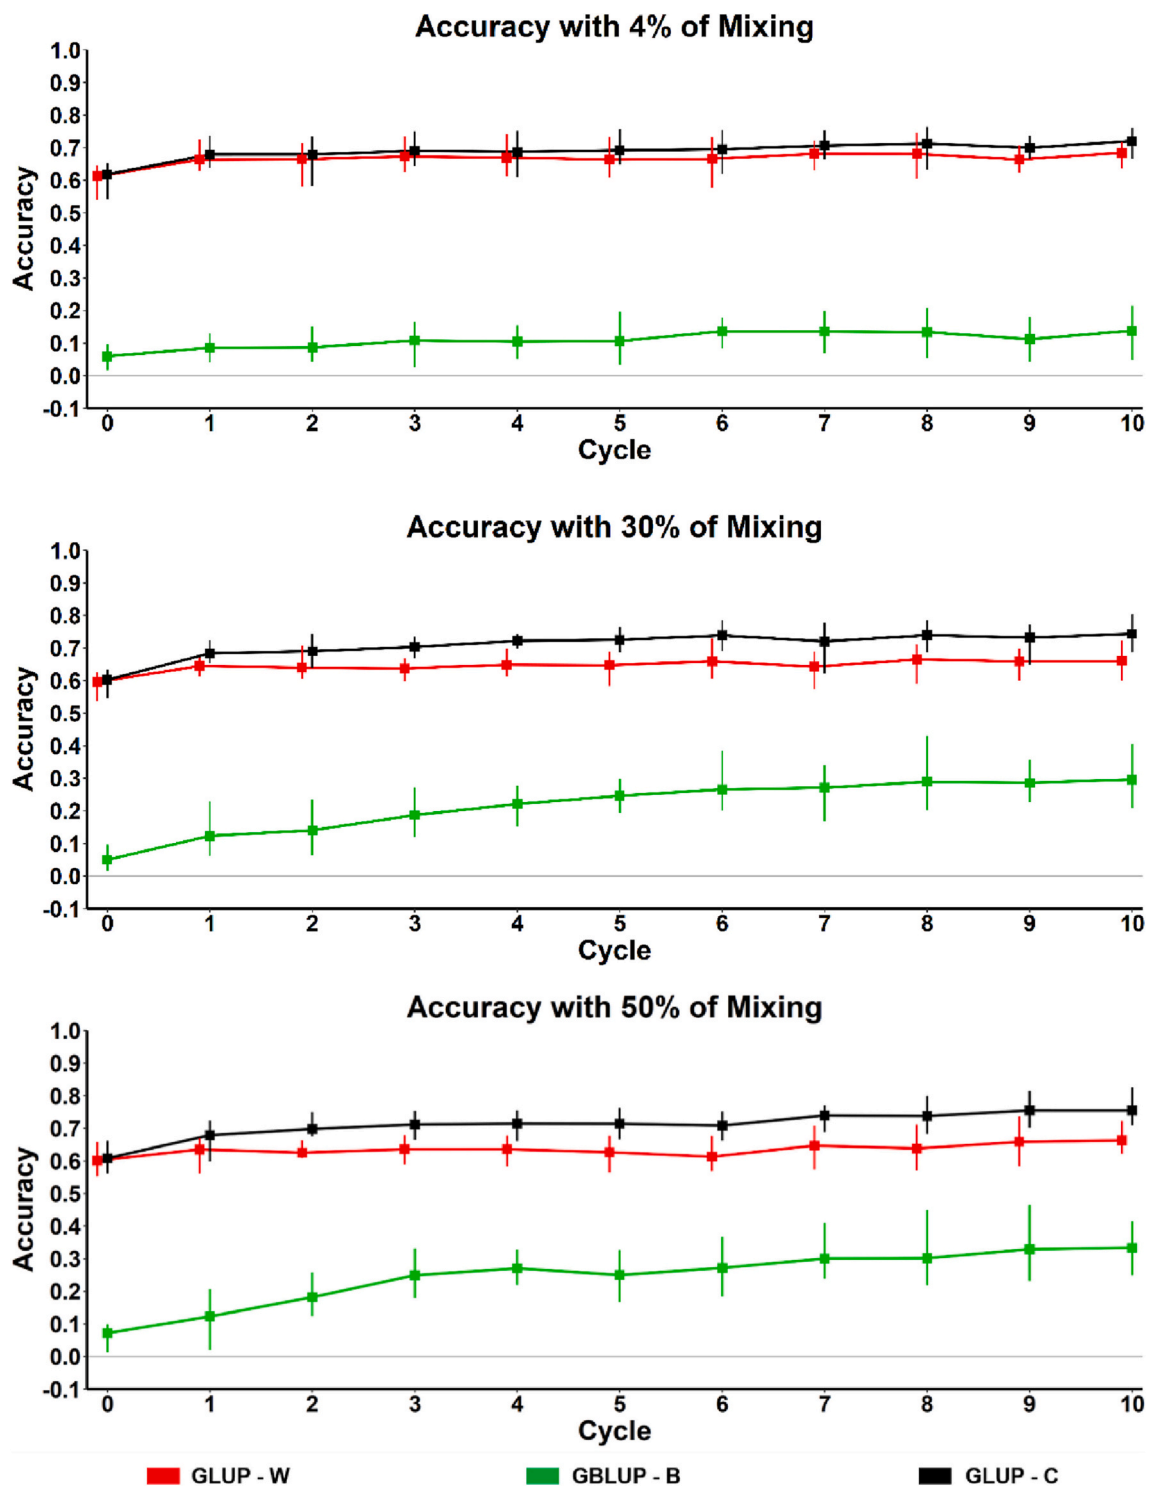 Accuracy with 4% of Mixing
1.0
0.9
0.8
0.7
0.6
0.5
0.4
0.3
0.2
0.1
0.0
-0.1
Accuracy
0 1 2 3 4 5 6 7 8 9 10
Cycle
Accuracy with 30% of Mixing
1.0
0.9
0.8
0.7
0.6
0.5
0.4
0.3
0.2
0.1
0.0
-0.1
Accuracy
0 1 2 3 4 5 6 7 8 9 10
Cycle
Accuracy with 50% of Mixing
1.0
0.9
0.8
0.7
0.6
0.5
0.4
0.3
0.2
0.1
0.0
-0.1
Accuracy
0 1 2 3 4 5 6 7 8 9 10
Cycle
GLUP - W GBLUP - B GLUP - C